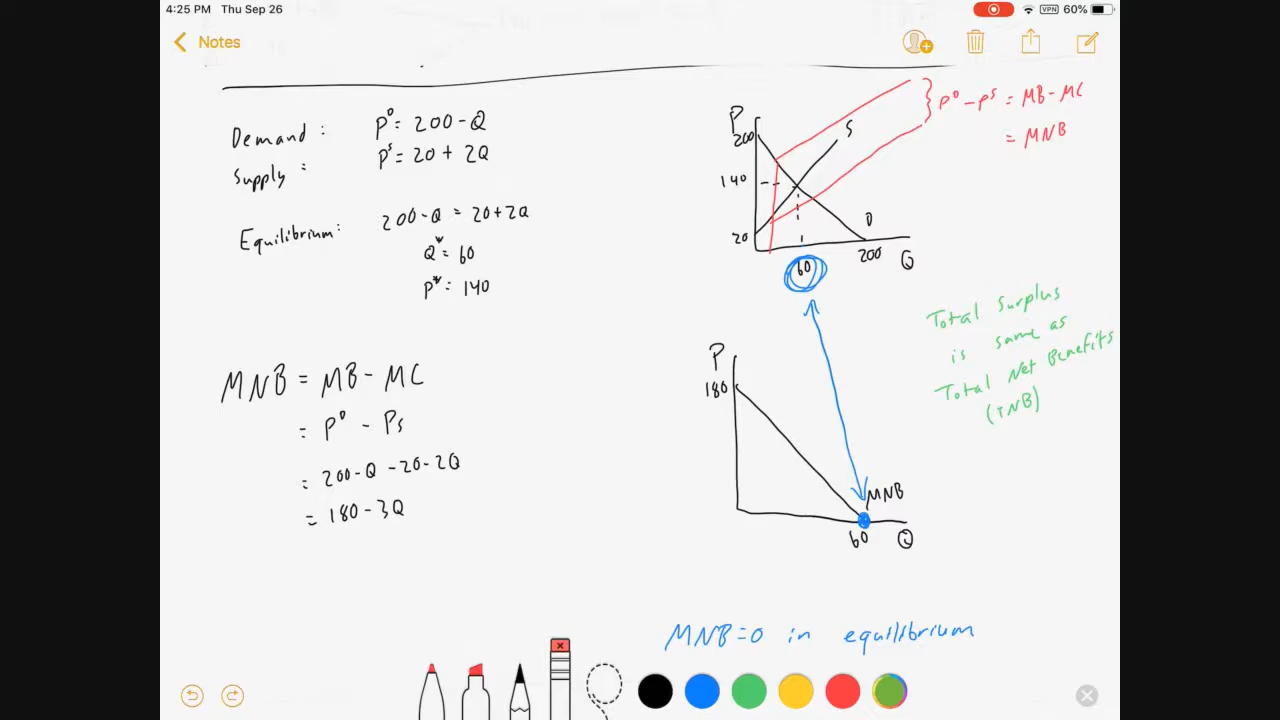 4:25 PM Thu Sep 26
VPN 60%
Notes
Demand : P^D = 200 - Q
Supply : P^S = 20 + 2Q
Equilibrium: 200 - Q = 20 + 2Q
Q* = 60
P* = 140
MNB = MB - MC
= P^D - Ps
= 200 - Q - 20 - 2Q
= 180 - 3Q
P
200
140
20
S
D
60
200
Q
} P^D - P^S = MB - MC
= MNB
P
180
MNB
60
Q
Total Surplus
is same as
Total Net Benefits
(TNB)
MNB = 0 in equilibrium